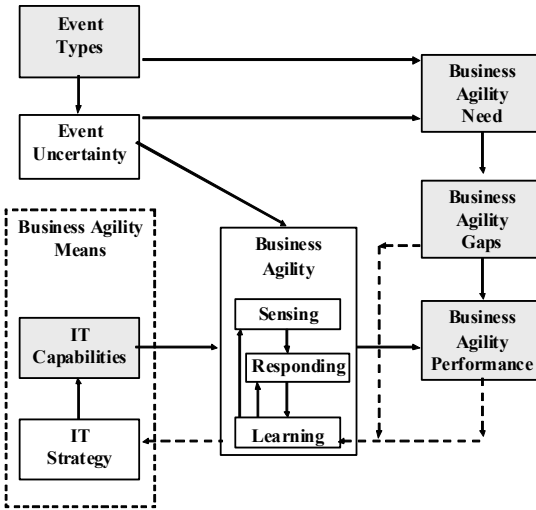 Event
Types
Business
Agility
Need
Event
Uncertainty
Business
Agility
Gaps
Business Agility
Means
Business
Agility
Sensing
Responding
Learning
Business
Agility
Performance
IT
Capabilities
IT
Strategy